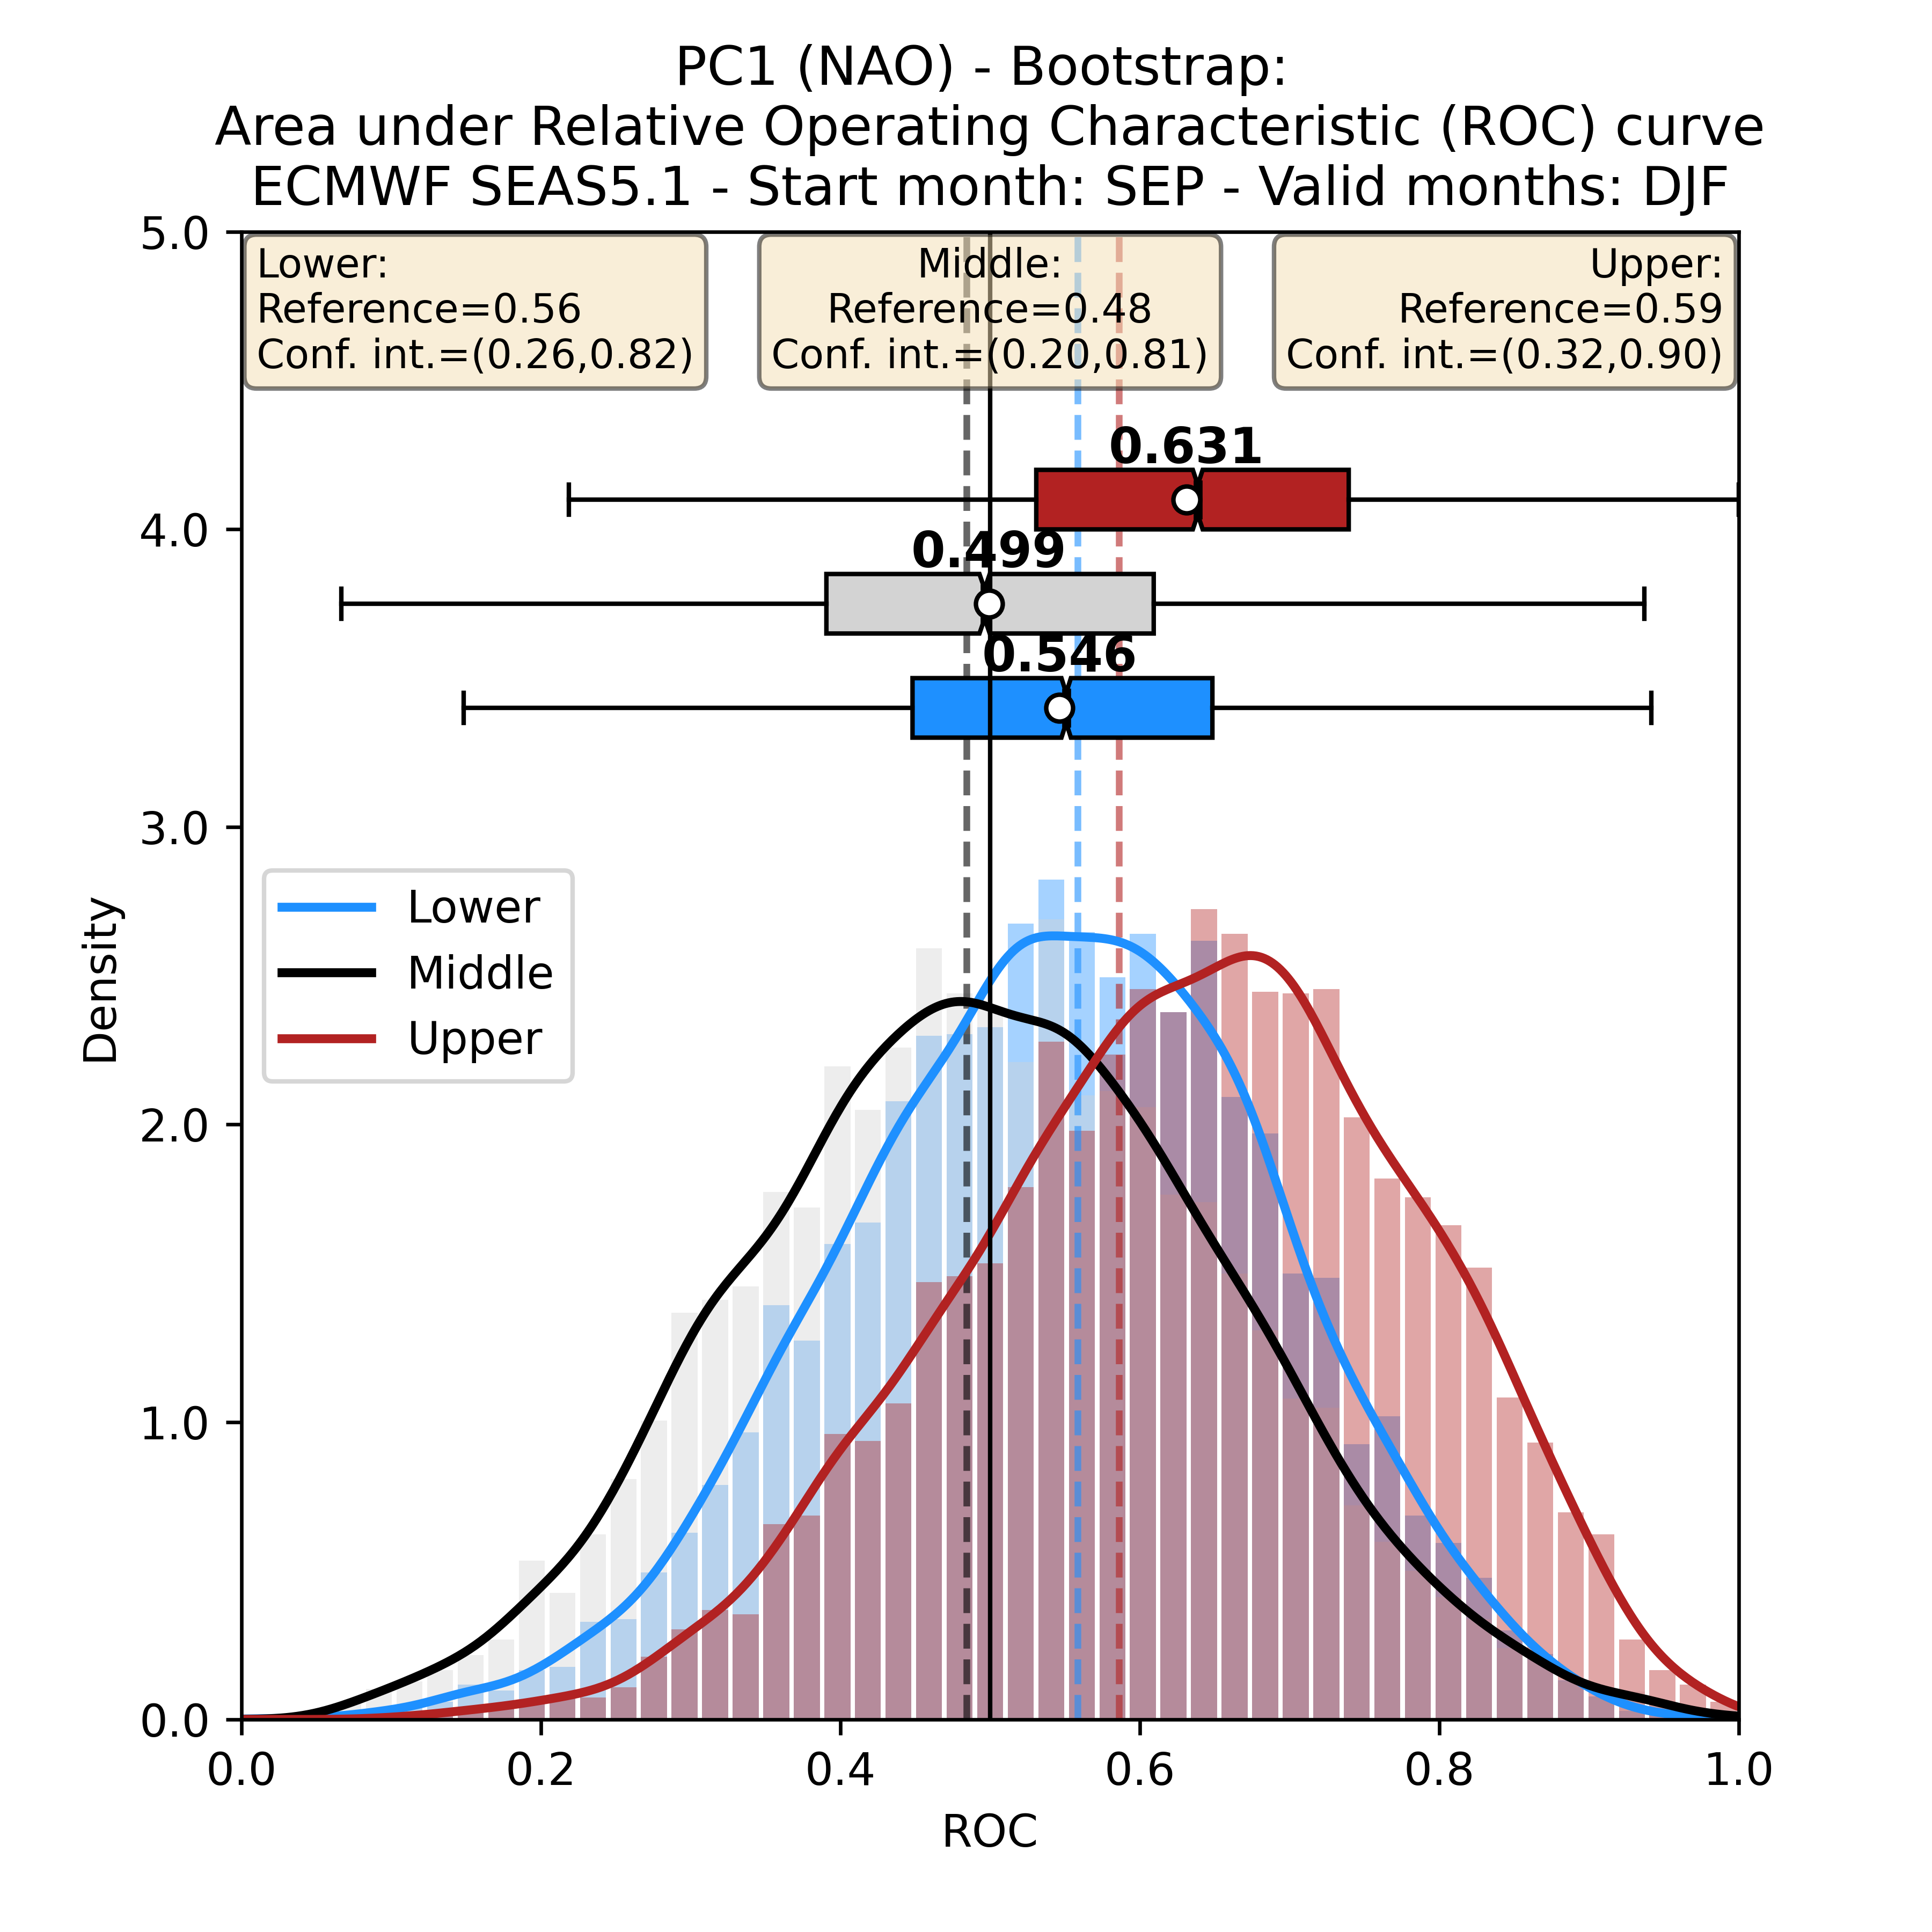 PC1 (NAO) - Bootstrap:
Area under Relative Operating Characteristic (ROC) curve
ECMWF SEAS5.1 - Start month: SEP - Valid months: DJF
Lower:
Reference=0.56
Conf. int.=(0.26,0.82)
Middle:
Reference=0.48
Conf. int.=(0.20,0.81)
Upper:
Reference=0.59
Conf. int.=(0.32,0.90)
0.631
0.499
0.546
Lower
Middle
Upper
5.0
4.0
3.0
2.0
1.0
0.0
Density
0.0
0.2
0.4
0.6
0.8
1.0
ROC